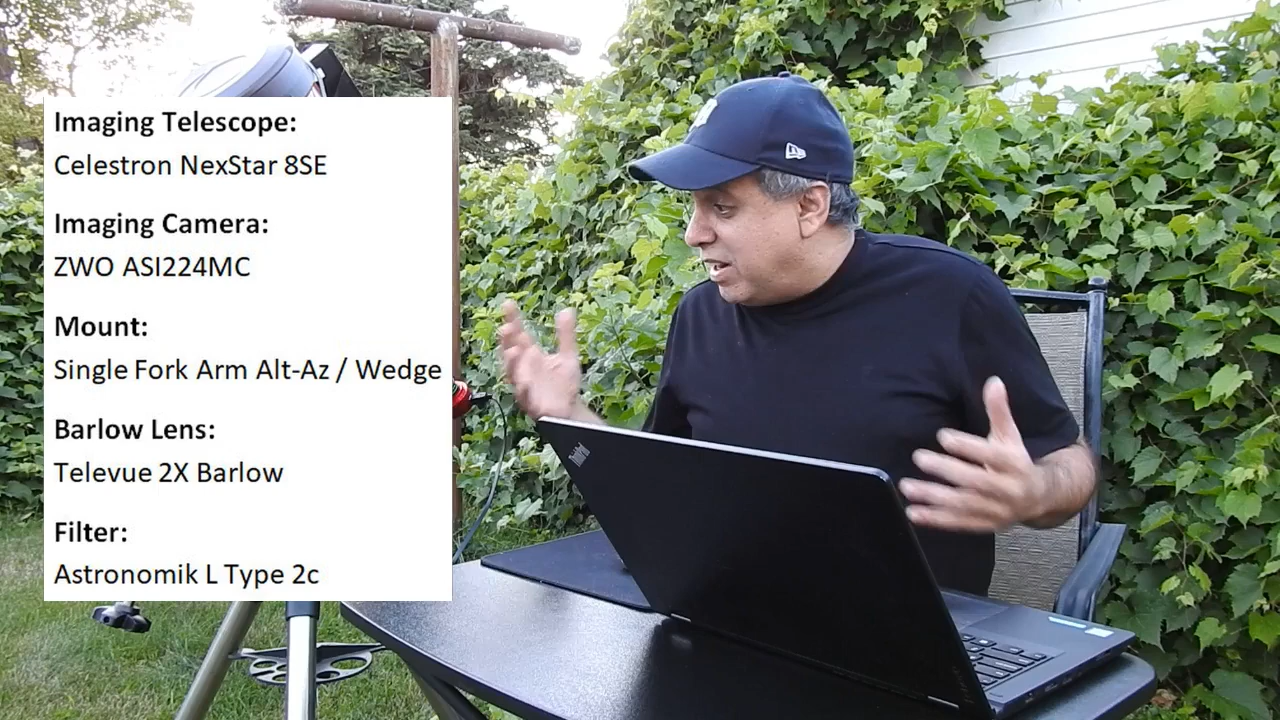 Imaging Telescope:
Celestron NexStar 8SE
Imaging Camera:
ZWO ASI224MC
Mount:
Single Fork Arm Alt-Az / Wedge
Barlow Lens:
Televue 2X Barlow
Filter:
Astronomik L Type 2c
ThinkPad